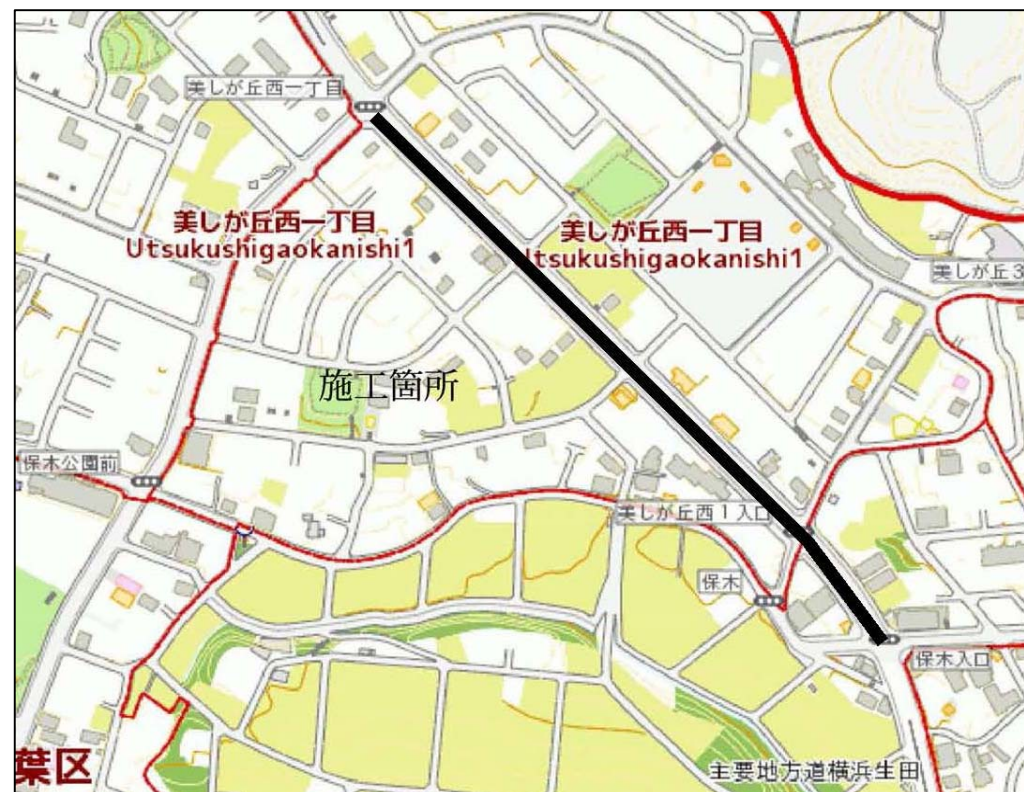 美しが丘西一丁目
美しが丘西一丁目
Utsukushigaokanishi1
美しが丘西一丁目
tsukushigaokanishi1
美しが丘3
施工箇所
保木公園前
美しが丘西1入口
保木
保木入口
葉区
主要地方道横浜生田